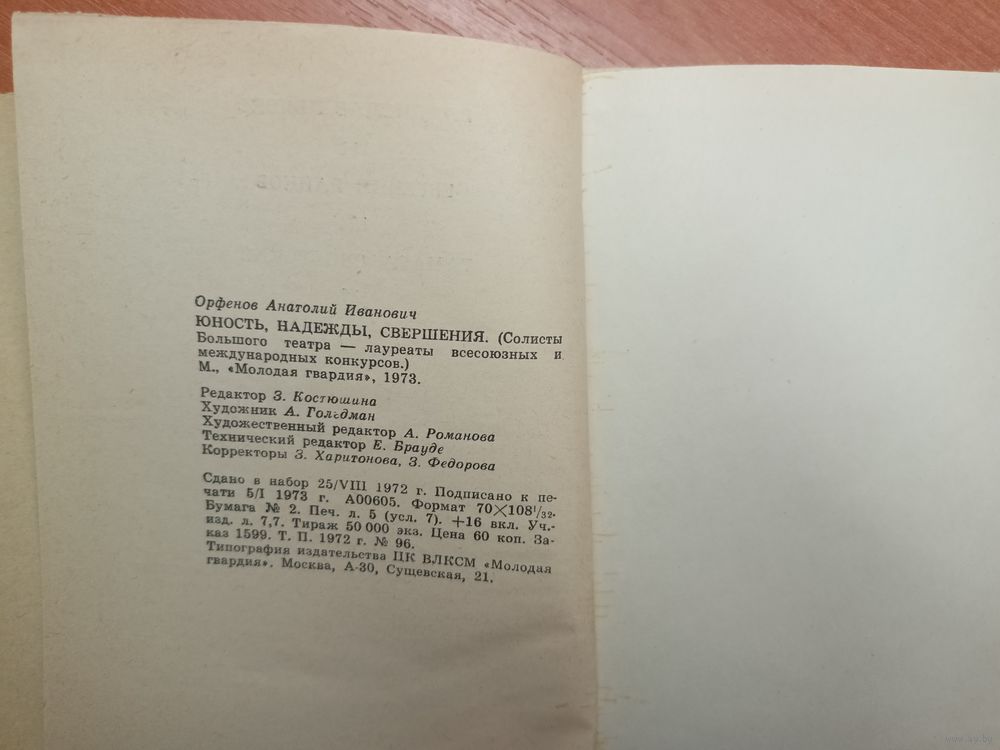 Орфенов Анатолий Иванович
ЮНОСТЬ, НАДЕЖДЫ, СВЕРШЕНИЯ. (Солисты
Большого театра — лауреаты всесоюзных и
международных конкурсов.)
М., «Молодая гвардия», 1973.
Редактор З. Костюшина
Художник А. Гольдман
Художественный редактор А. Романова
Технический редактор Е. Брауде
Корректоры З. Харитонова, З. Федорова
Сдано в набор 25/VIII 1972 г. Подписано к пе-
чати 5/I 1973 г. А00605. Формат 70×108¹/₃₂.
Бумага № 2. Печ. л. 5 (усл. 7). +16 вкл. Уч.-
изд. л. 7,7. Тираж 50 000 экз. Цена 60 коп. За-
каз 1599. Т. П. 1972 г. № 96.
Типография издательства ЦК ВЛКСМ «Молодая
гвардия». Москва, А-30, Сущевская, 21.